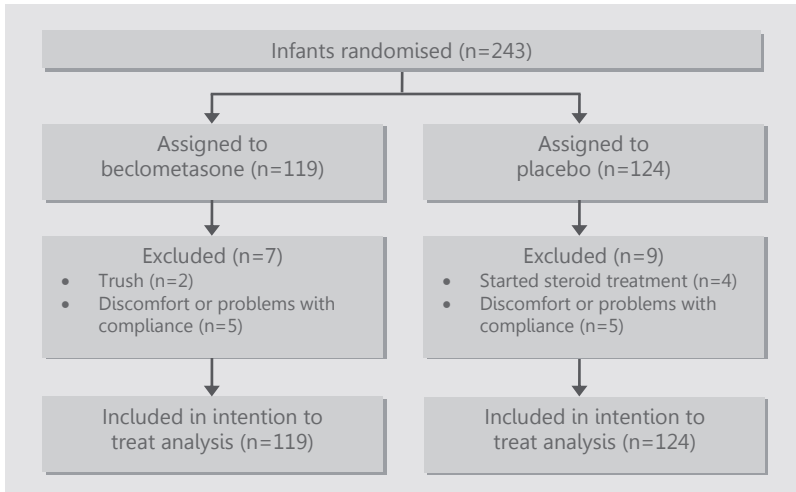 Infants randomised (n=243)
Assigned to
beclometasone (n=119)
Assigned to
placebo (n=124)
Excluded (n=7)
• Trush (n=2)
• Discomfort or problems with
compliance (n=5)
Excluded (n=9)
• Started steroid treatment (n=4)
• Discomfort or problems with
compliance (n=5)
Included in intention to
treat analysis (n=119)
Included in intention to
treat analysis (n=124)